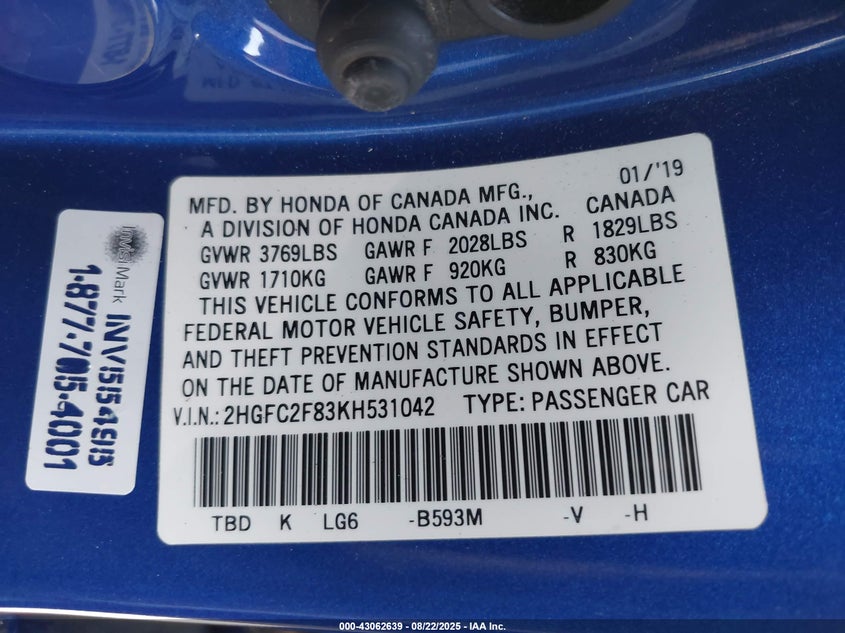 MFD. BY HONDA OF CANADA MFG., 01/'19
A DIVISION OF HONDA CANADA INC. CANADA
GVWR 3769LBS GAWR F 2028LBS R 1829LBS
GVWR 1710KG GAWR F 920KG R 830KG
THIS VEHICLE CONFORMS TO ALL APPLICABLE
FEDERAL MOTOR VEHICLE SAFETY, BUMPER,
AND THEFT PREVENTION STANDARDS IN EFFECT
ON THE DATE OF MANUFACTURE SHOWN ABOVE.
V.I.N.: 2HGFC2F83KH531042 TYPE: PASSENGER CAR
TBD K LG6 -B593M -V -H
InvisiMark
INV1554915
1-877-705-4001
000-43062639 - 08/22/2025 - IAA Inc.